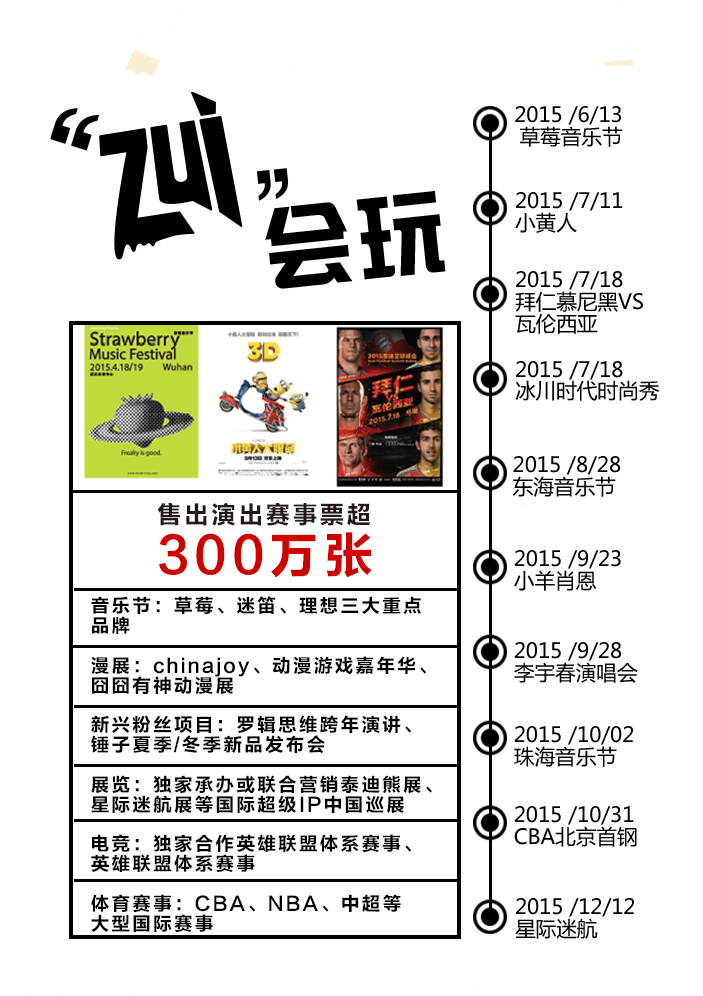 “zui”会玩
Strawberry
Music Festival
2015.4.18/19 Wuhan
Freaky is good.
3D
2015.7.18
拜仁
VS
瓦伦西亚
售出演出赛事票超
300万张
音乐节：草莓、迷笛、理想三大重点
品牌
漫展：chinajoy、动漫游戏嘉年华、
囧囧有神动漫展
新兴粉丝项目：罗辑思维跨年演讲、
锤子夏季/冬季新品发布会
展览：独家承办或联合营销泰迪熊展、
星际迷航展等国际超级IP中国巡展
电竞：独家合作英雄联盟体系赛事、
英雄联盟体系赛事
体育赛事：CBA、NBA、中超等
大型国际赛事
2015 /6/13
草莓音乐节
2015 /7/11
小黄人
2015 /7/18
拜仁慕尼黑VS
瓦伦西亚
2015 /7/18
冰川时代时尚秀
2015 /8/28
东海音乐节
2015 /9/23
小羊肖恩
2015 /9/28
李宇春演唱会
2015 /10/02
珠海音乐节
2015 /10/31
CBA北京首钢
2015 /12/12
星际迷航